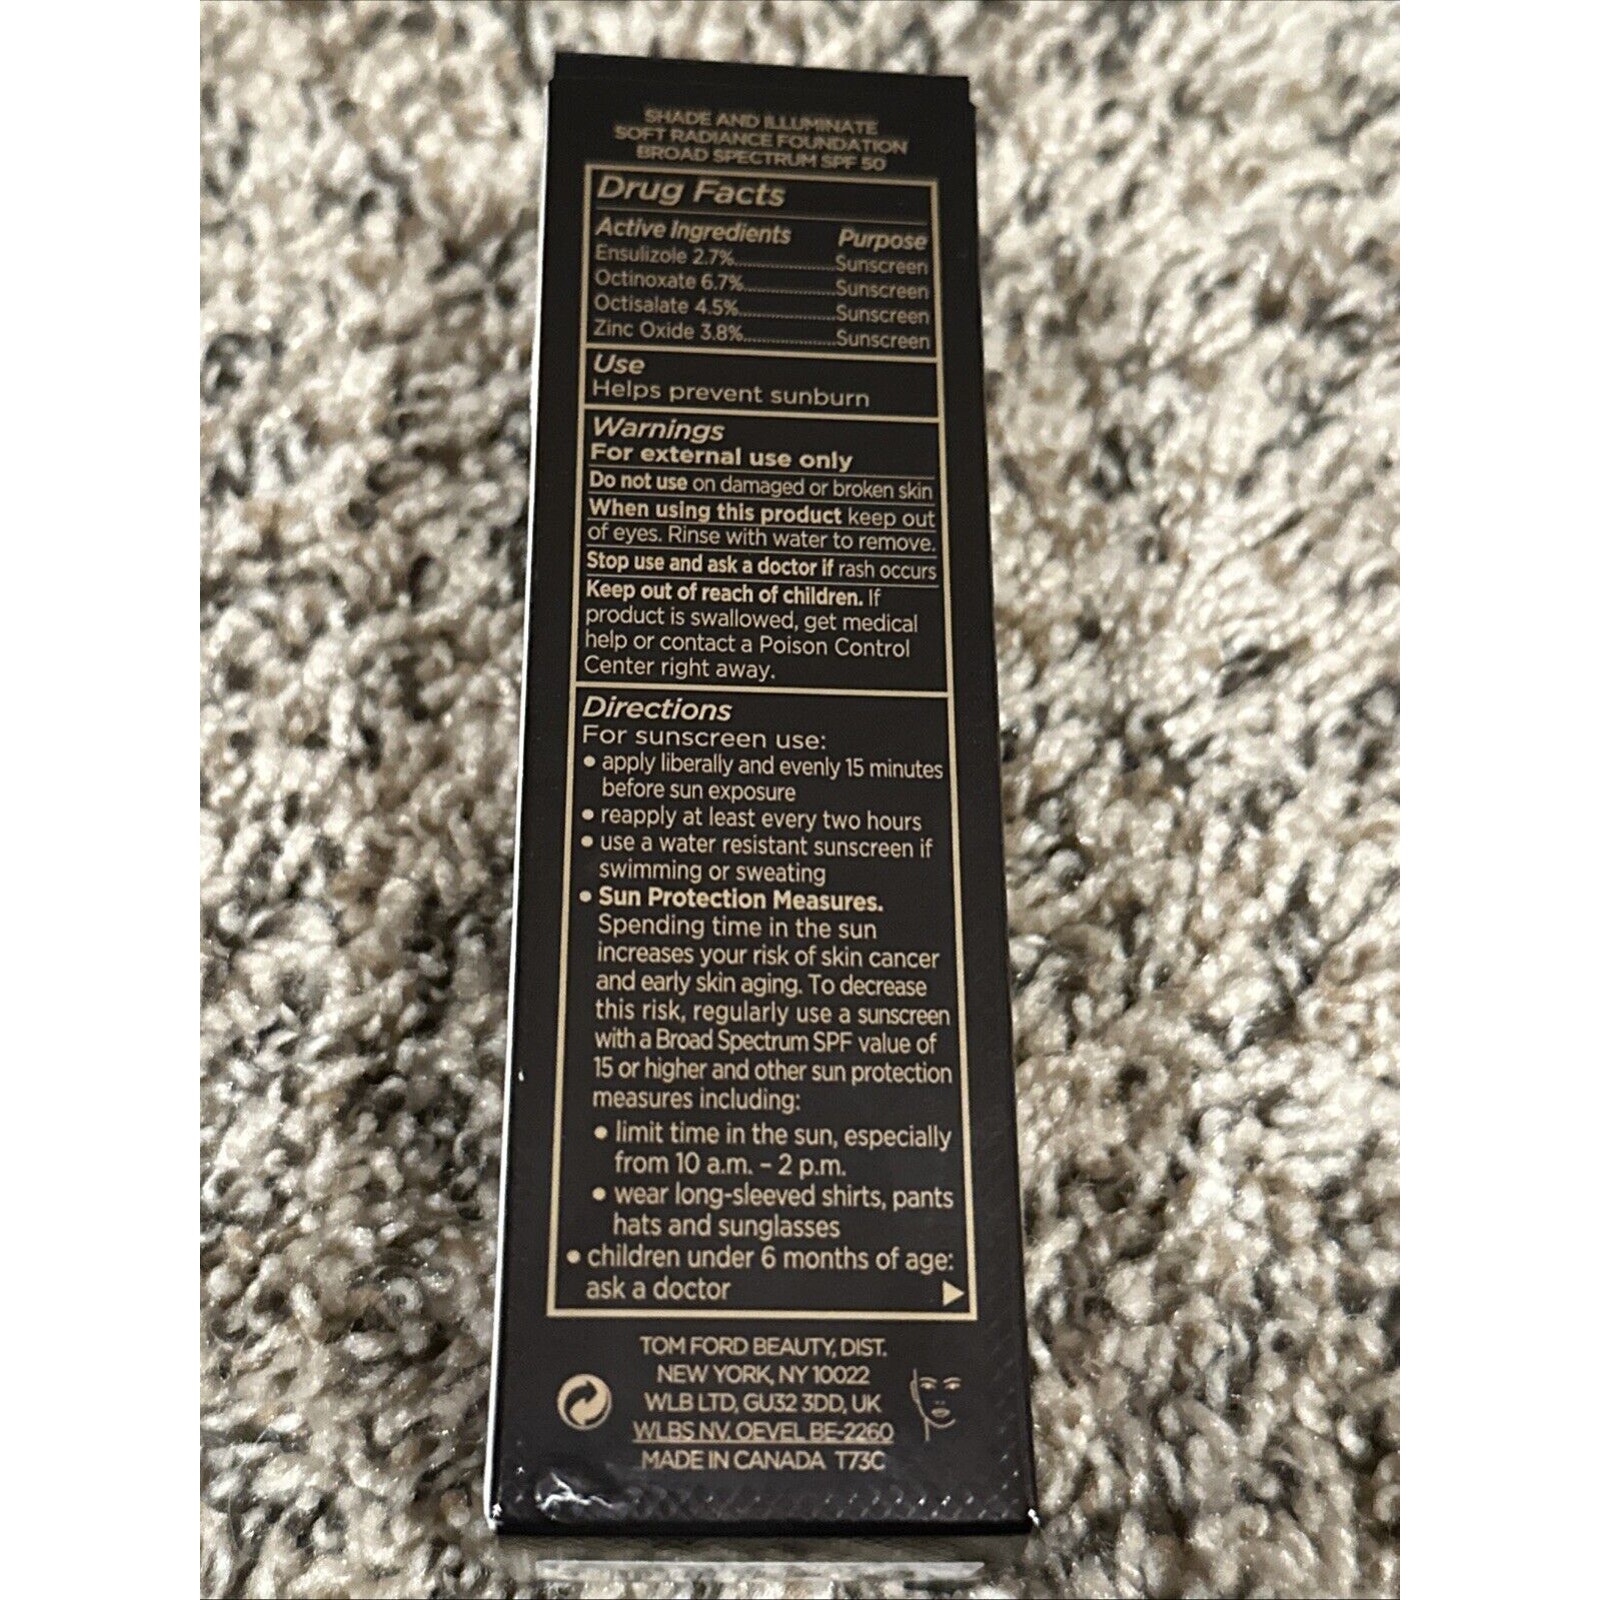 SHADE AND ILLUMINATE
SOFT RADIANCE FOUNDATION
BROAD SPECTRUM SPF 50
Drug Facts
Active Ingredients Purpose
Ensulizole 2.7%....................Sunscreen
Octinoxate 6.7%....................Sunscreen
Octisalate 4.5%....................Sunscreen
Zinc Oxide 3.8%....................Sunscreen
Use
Helps prevent sunburn
Warnings
For external use only
Do not use on damaged or broken skin
When using this product keep out
of eyes. Rinse with water to remove.
Stop use and ask a doctor if rash occurs
Keep out of reach of children. If
product is swallowed, get medical
help or contact a Poison Control
Center right away.
Directions
For sunscreen use:
• apply liberally and evenly 15 minutes
before sun exposure
• reapply at least every two hours
• use a water resistant sunscreen if
swimming or sweating
• Sun Protection Measures.
Spending time in the sun
increases your risk of skin cancer
and early skin aging. To decrease
this risk, regularly use a sunscreen
with a Broad Spectrum SPF value of
15 or higher and other sun protection
measures including:
• limit time in the sun, especially
from 10 a.m. – 2 p.m.
• wear long-sleeved shirts, pants
hats and sunglasses
• children under 6 months of age:
ask a doctor
TOM FORD BEAUTY, DIST.
NEW YORK, NY 10022
WLB LTD, GU32 3DD, UK
WLBS NV. OEVEL BE-2260
MADE IN CANADA T73C